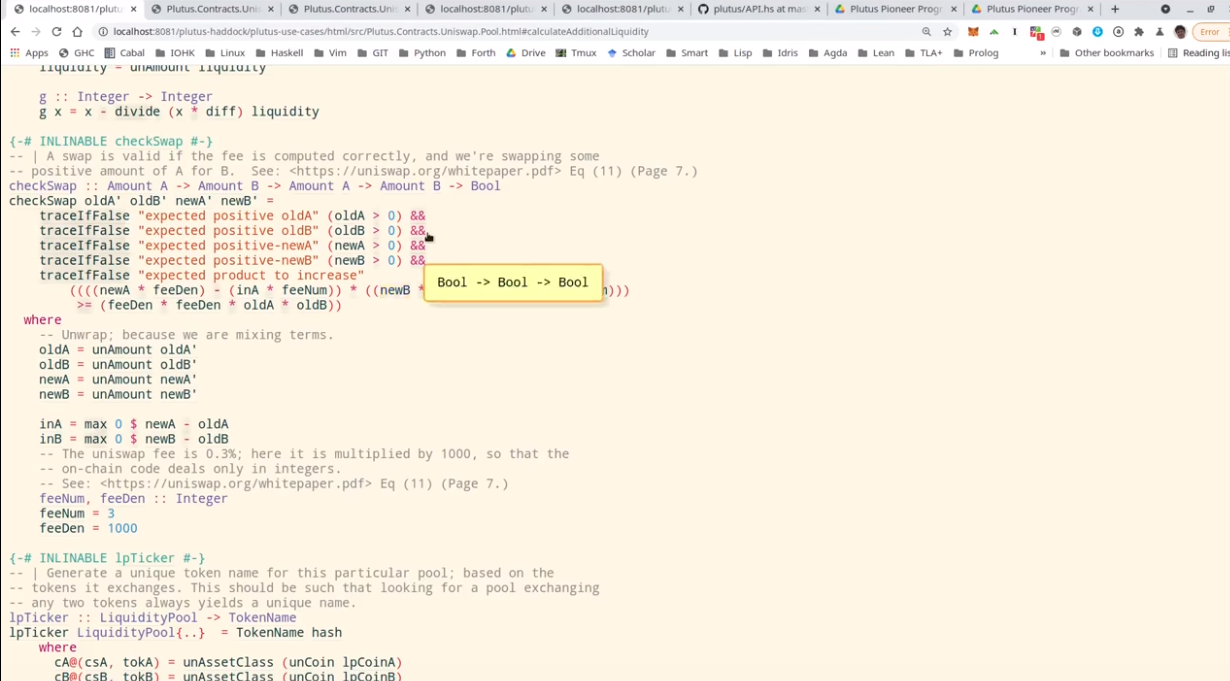 localhost:8081/plutu
Plutus.Contracts.Unis
Plutus.Contracts.Unis
localhost:8081/plutu
localhost:8081/plutu
plutus/API.hs at mas
Plutus Pioneer Progr
Plutus Pioneer Progr
localhost:8081/plutus-haddock/plutus-use-cases/html/src/Plutus.Contracts.Uniswap.Pool.html#calculateAdditionalLiquidity
Error
Apps GHC Cabal IOHK Linux Haskell Vim GIT Python Forth Drive Tmux Scholar Smart Lisp Idris Agda Lean TLA+ Prolog » Other bookmarks Reading lis
liquidity = unAmount liquidity'
g :: Integer -> Integer
g x = x - divide (x * diff) liquidity
{-# INLINABLE checkSwap #-}
-- | A swap is valid if the fee is computed correctly, and we're swapping some
-- positive amount of A for B.  See: <https://uniswap.org/whitepaper.pdf> Eq (11) (Page 7.)
checkSwap :: Amount A -> Amount B -> Amount A -> Amount B -> Bool
checkSwap oldA' oldB' newA' newB' =
traceIfFalse "expected positive oldA" (oldA > 0) &&
traceIfFalse "expected positive oldB" (oldB > 0) &&
traceIfFalse "expected positive-newA" (newA > 0) &&
traceIfFalse "expected positive-newB" (newB > 0) &&
traceIfFalse "expected product to increase"
Bool -> Bool -> Bool
((((newA * feeDen) - (inA * feeNum)) * ((newB * )))
>= (feeDen * feeDen * oldA * oldB))
where
-- Unwrap; because we are mixing terms.
oldA = unAmount oldA'
oldB = unAmount oldB'
newA = unAmount newA'
newB = unAmount newB'
inA = max 0 $ newA - oldA
inB = max 0 $ newB - oldB
-- The uniswap fee is 0.3%; here it is multiplied by 1000, so that the
-- on-chain code deals only in integers.
-- See: <https://uniswap.org/whitepaper.pdf> Eq (11) (Page 7.)
feeNum, feeDen :: Integer
feeNum = 3
feeDen = 1000
{-# INLINABLE lpTicker #-}
-- | Generate a unique token name for this particular pool; based on the
-- tokens it exchanges. This should be such that looking for a pool exchanging
-- any two tokens always yields a unique name.
lpTicker :: LiquidityPool -> TokenName
lpTicker LiquidityPool{..}  = TokenName hash
where
cA@(csA, tokA) = unAssetClass (unCoin lpCoinA)
cB@(csB, tokB) = unAssetClass (unCoin lpCoinB)